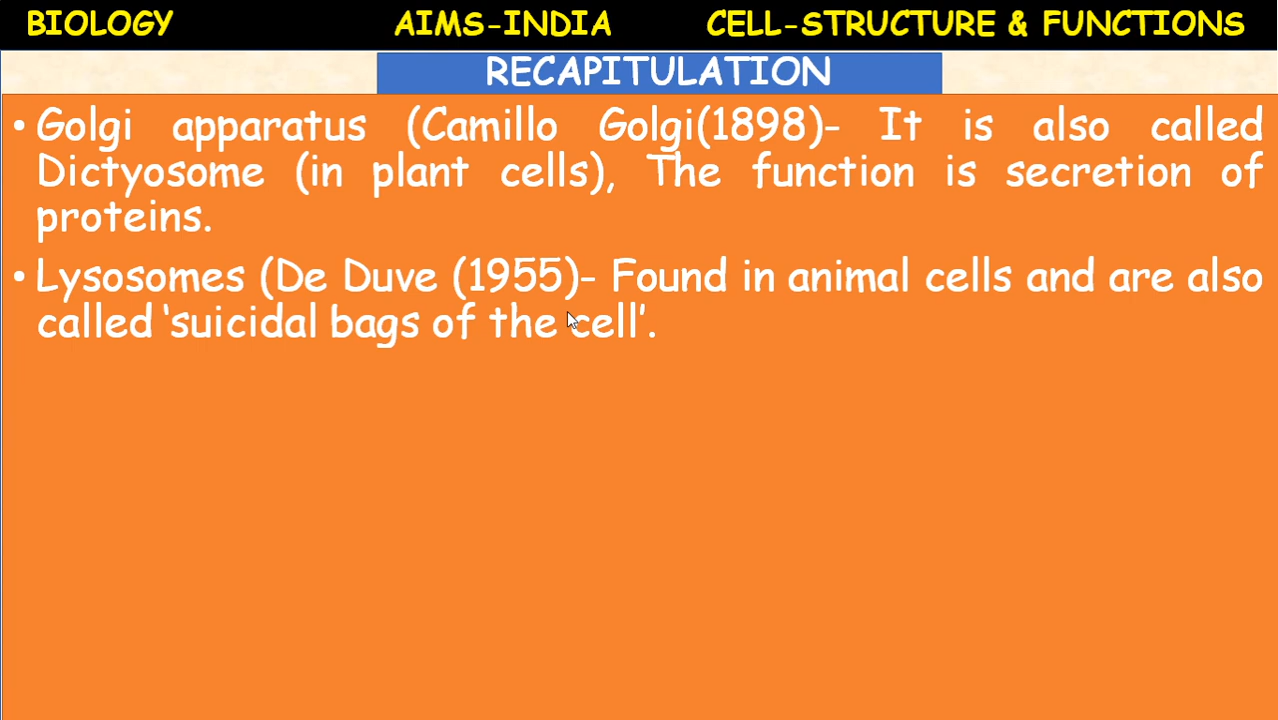 BIOLOGY AIMS-INDIA CELL-STRUCTURE & FUNCTIONS
RECAPITULATION
• Golgi apparatus (Camillo Golgi(1898)- It is also called
Dictyosome (in plant cells), The function is secretion of
proteins.
• Lysosomes (De Duve (1955)- Found in animal cells and are also
called ‘suicidal bags of the cell’.